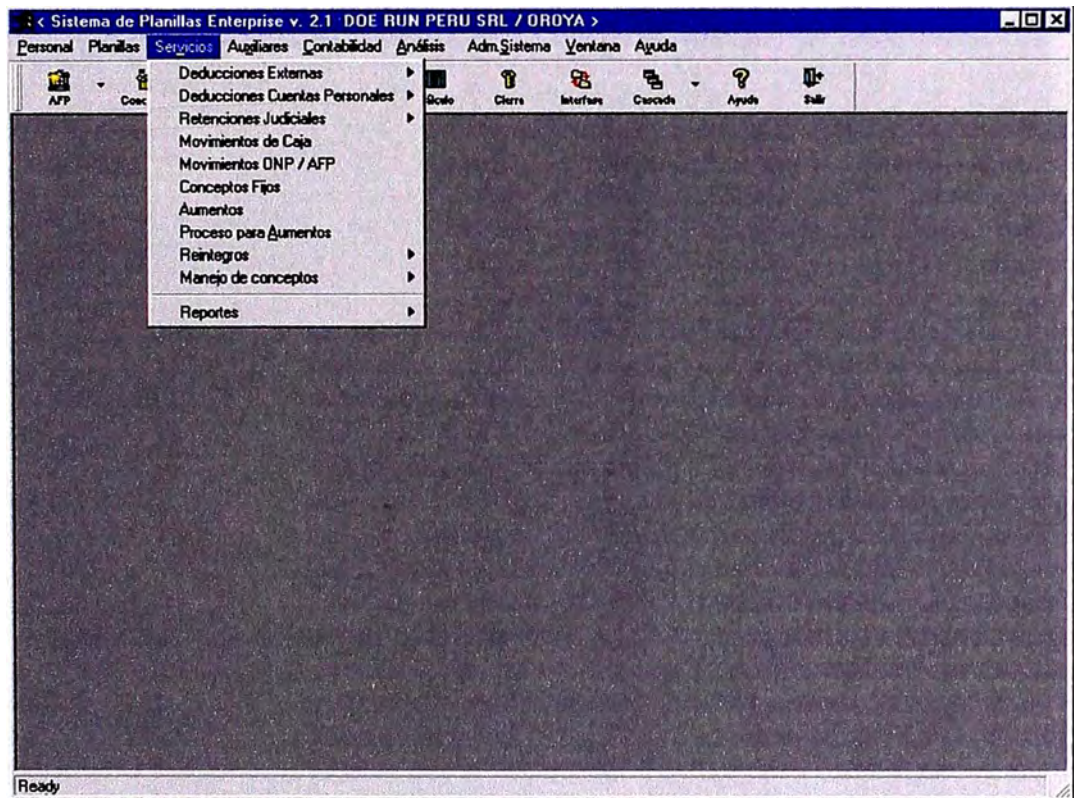 < Sistema de Planillas Enterprise v. 2.1 DOE RUN PERU SRL / OROYA >
Personal Planillas Servicios Auxiliares Contabilidad Análisis Adm.Sistema Ventana Ayuda
AFP Cierre Interfase Cascada Ayuda Salir
Deducciones Externas
Deducciones Cuentas Personales
Retenciones Judiciales
Movimientos de Caja
Movimientos ONP / AFP
Conceptos Fijos
Aumentos
Proceso para Aumentos
Reintegros
Manejo de conceptos
Reportes
Ready